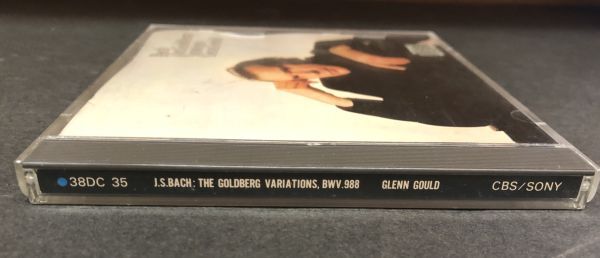 38DC 35 J.S.BACH: THE GOLDBERG VARIATIONS, BWV.988 GLENN GOULD CBS/SONY